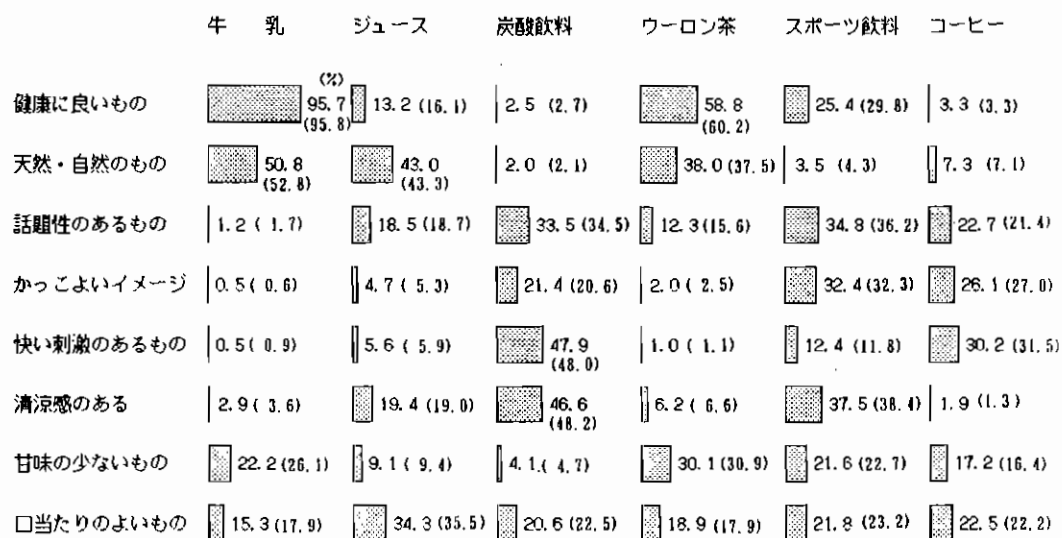 牛 乳 ジュース 炭酸飲料 ウーロン茶 スポーツ飲料 コーヒー
(%)
健康に良いもの 95.7 (95.8) 13.2 (16.1) 2.5 (2.7) 58.8 (60.2) 25.4 (29.8) 3.3 (3.3)
天然・自然のもの 50.8 (52.8) 43.0 (43.3) 2.0 (2.1) 38.0 (37.5) 3.5 (4.3) 7.3 (7.1)
話題性のあるもの 1.2 ( 1.7) 18.5 (18.7) 33.5 (34.5) 12.3 (15.6) 34.8 (36.2) 22.7 (21.4)
かっこよいイメージ 0.5 ( 0.6) 4.7 ( 5.3) 21.4 (20.6) 2.0 ( 2.5) 32.4 (32.3) 26.1 (27.0)
快い刺激のあるもの 0.5 ( 0.9) 5.6 ( 5.9) 47.9 (48.0) 1.0 ( 1.1) 12.4 (11.8) 30.2 (31.5)
清涼感のある 2.9 ( 3.6) 19.4 (19.0) 46.6 (48.2) 6.2 ( 6.6) 37.5 (38.4) 1.9 (1.3)
甘味の少ないもの 22.2 (26.1) 9.1 ( 9.4) 4.1 ( 4.7) 30.1 (30.9) 21.6 (22.7) 17.2 (16.4)
口当たりのよいもの 15.3 (17.9) 34.3 (35.5) 20.6 (22.5) 18.9 (17.9) 21.8 (23.2) 22.5 (22.2)